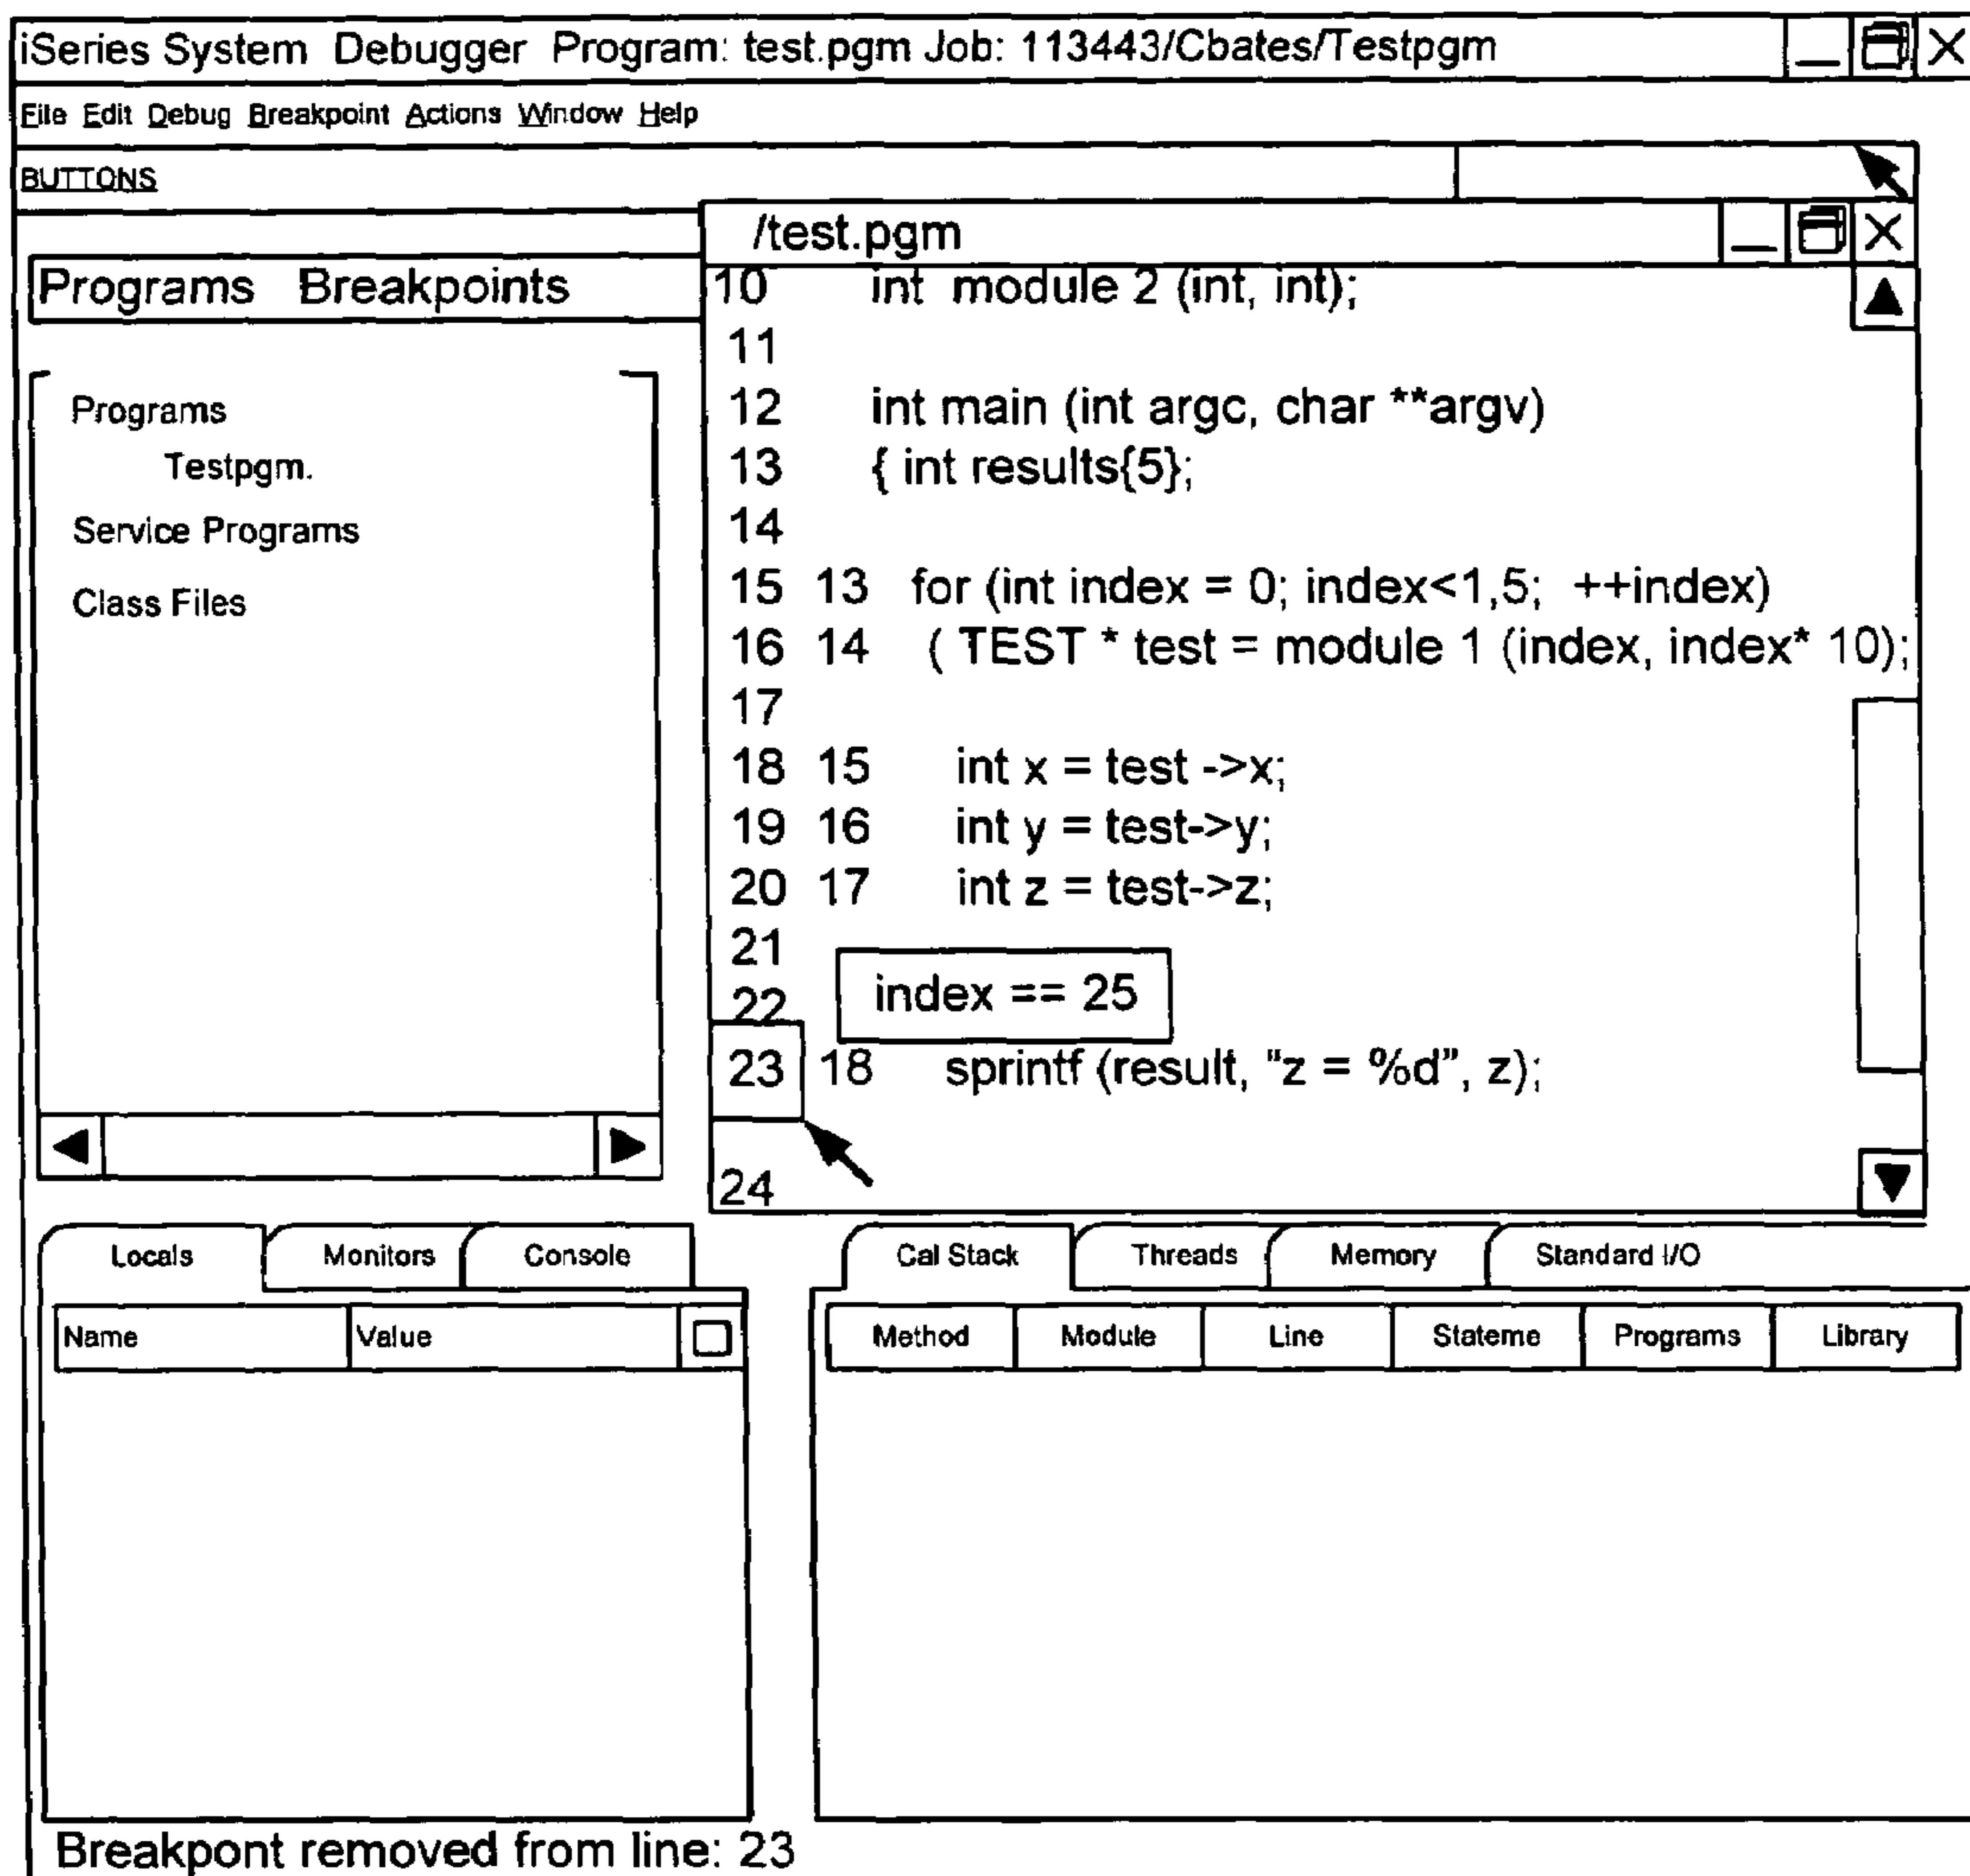 iSeries System Debugger Program: test.pgm Job: 113443/Cbates/Testpgm
File Edit Debug Breakpoint Actions Window Help
BUTTONS
/test.pgm
Programs Breakpoints
Programs
Testpgm.
Service Programs
Class Files
10 int module 2 (int, int);
11
12 int main (int argc, char **argv)
13 { int results{5};
14
15 13 for (int index = 0; index<1,5; ++index)
16 14 ( TEST * test = module 1 (index, index* 10);
17
18 15 int x = test ->x;
19 16 int y = test->y;
20 17 int z = test->z;
21
22 index == 25
23 18 sprintf (result, "z = %d", z);
24
Locals Monitors Console
Name Value
Cal Stack Threads Memory Standard I/O
Method Module Line Stateme Programs Library
Breakpont removed from line: 23